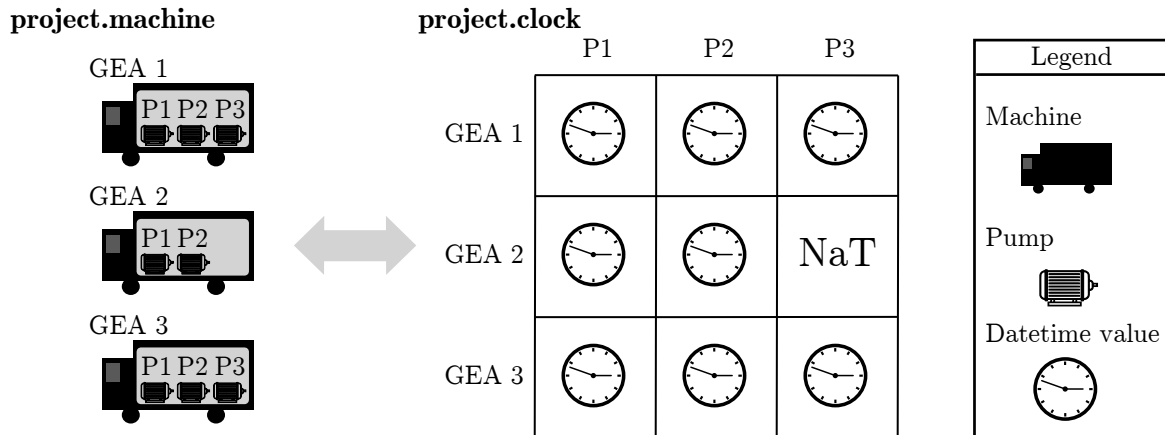 project.machine
GEA 1
P1 P2 P3
GEA 2
P1 P2
GEA 3
P1 P2 P3
project.clock
P1 P2 P3
GEA 1
GEA 2 NaT
GEA 3
Legend
Machine
Pump
Datetime value